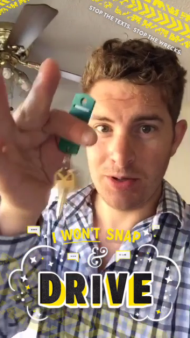 STOP THE TEXTS. STOP THE WRECKS.
I WON'T SNAP
&
DRIVE